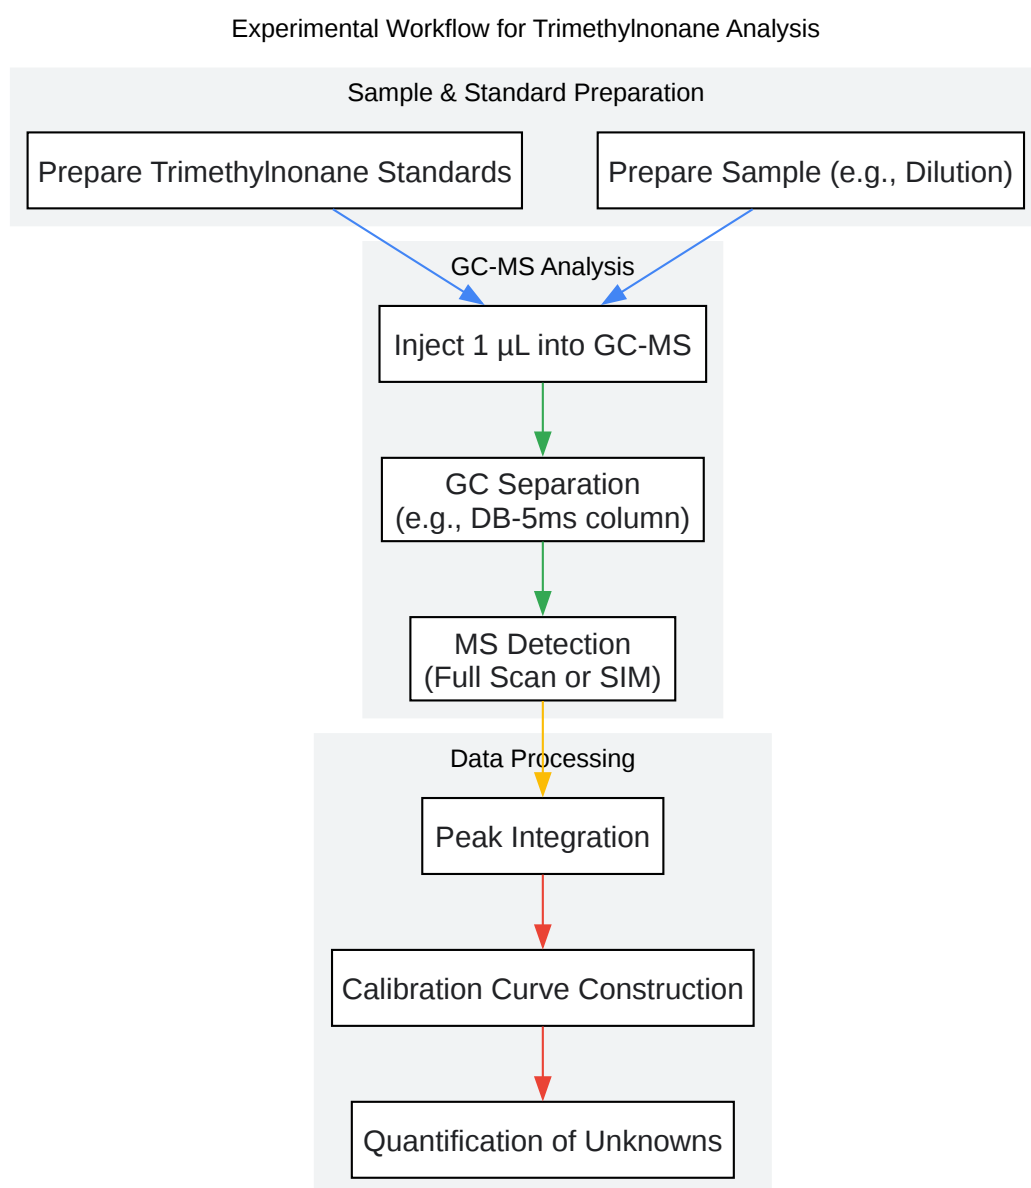 Experimental Workflow for Trimethylnonane Analysis
Sample & Standard Preparation
Prepare Trimethylnonane Standards
Prepare Sample (e.g., Dilution)
GC-MS Analysis
Inject 1 µL into GC-MS
GC Separation
(e.g., DB-5ms column)
MS Detection
(Full Scan or SIM)
Data Processing
Peak Integration
Calibration Curve Construction
Quantification of Unknowns